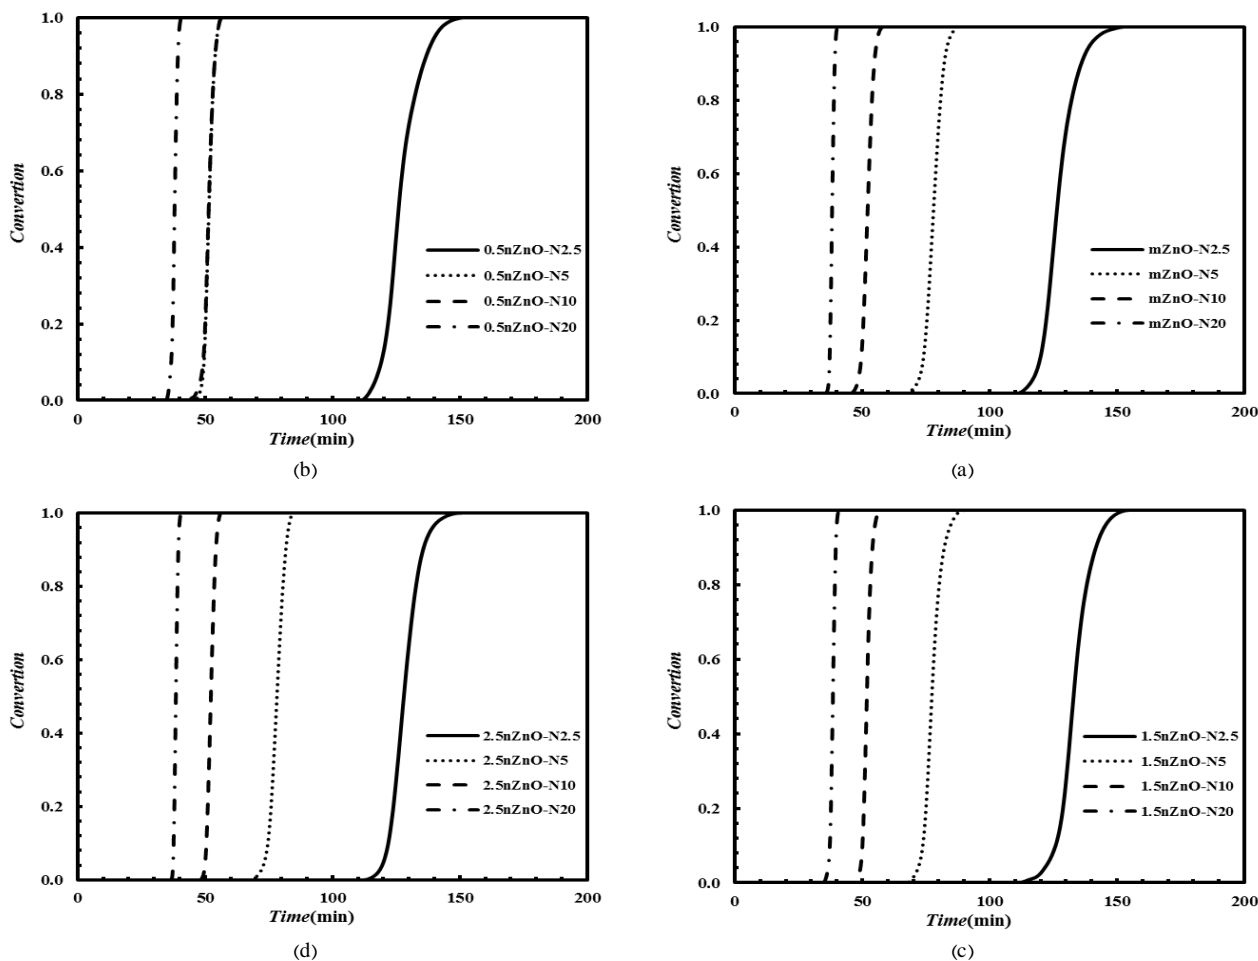 1.0
0.8
0.6
0.4
0.2
0.0
Convertion
0.5nZnO-N2.5
0.5nZnO-N5
0.5nZnO-N10
0.5nZnO-N20
0 50 100 150 200
Time(min)
(b)
1.0
0.8
0.6
0.4
0.2
0.0
Convertion
mZnO-N2.5
mZnO-N5
mZnO-N10
mZnO-N20
0 50 100 150 200
Time(min)
(a)
1.0
0.8
0.6
0.4
0.2
0.0
Convertion
2.5nZnO-N2.5
2.5nZnO-N5
2.5nZnO-N10
2.5nZnO-N20
0 50 100 150 200
Time(min)
(d)
1.0
0.8
0.6
0.4
0.2
0.0
Convertion
1.5nZnO-N2.5
1.5nZnO-N5
1.5nZnO-N10
1.5nZnO-N20
0 50 100 150 200
Time(min)
(c)